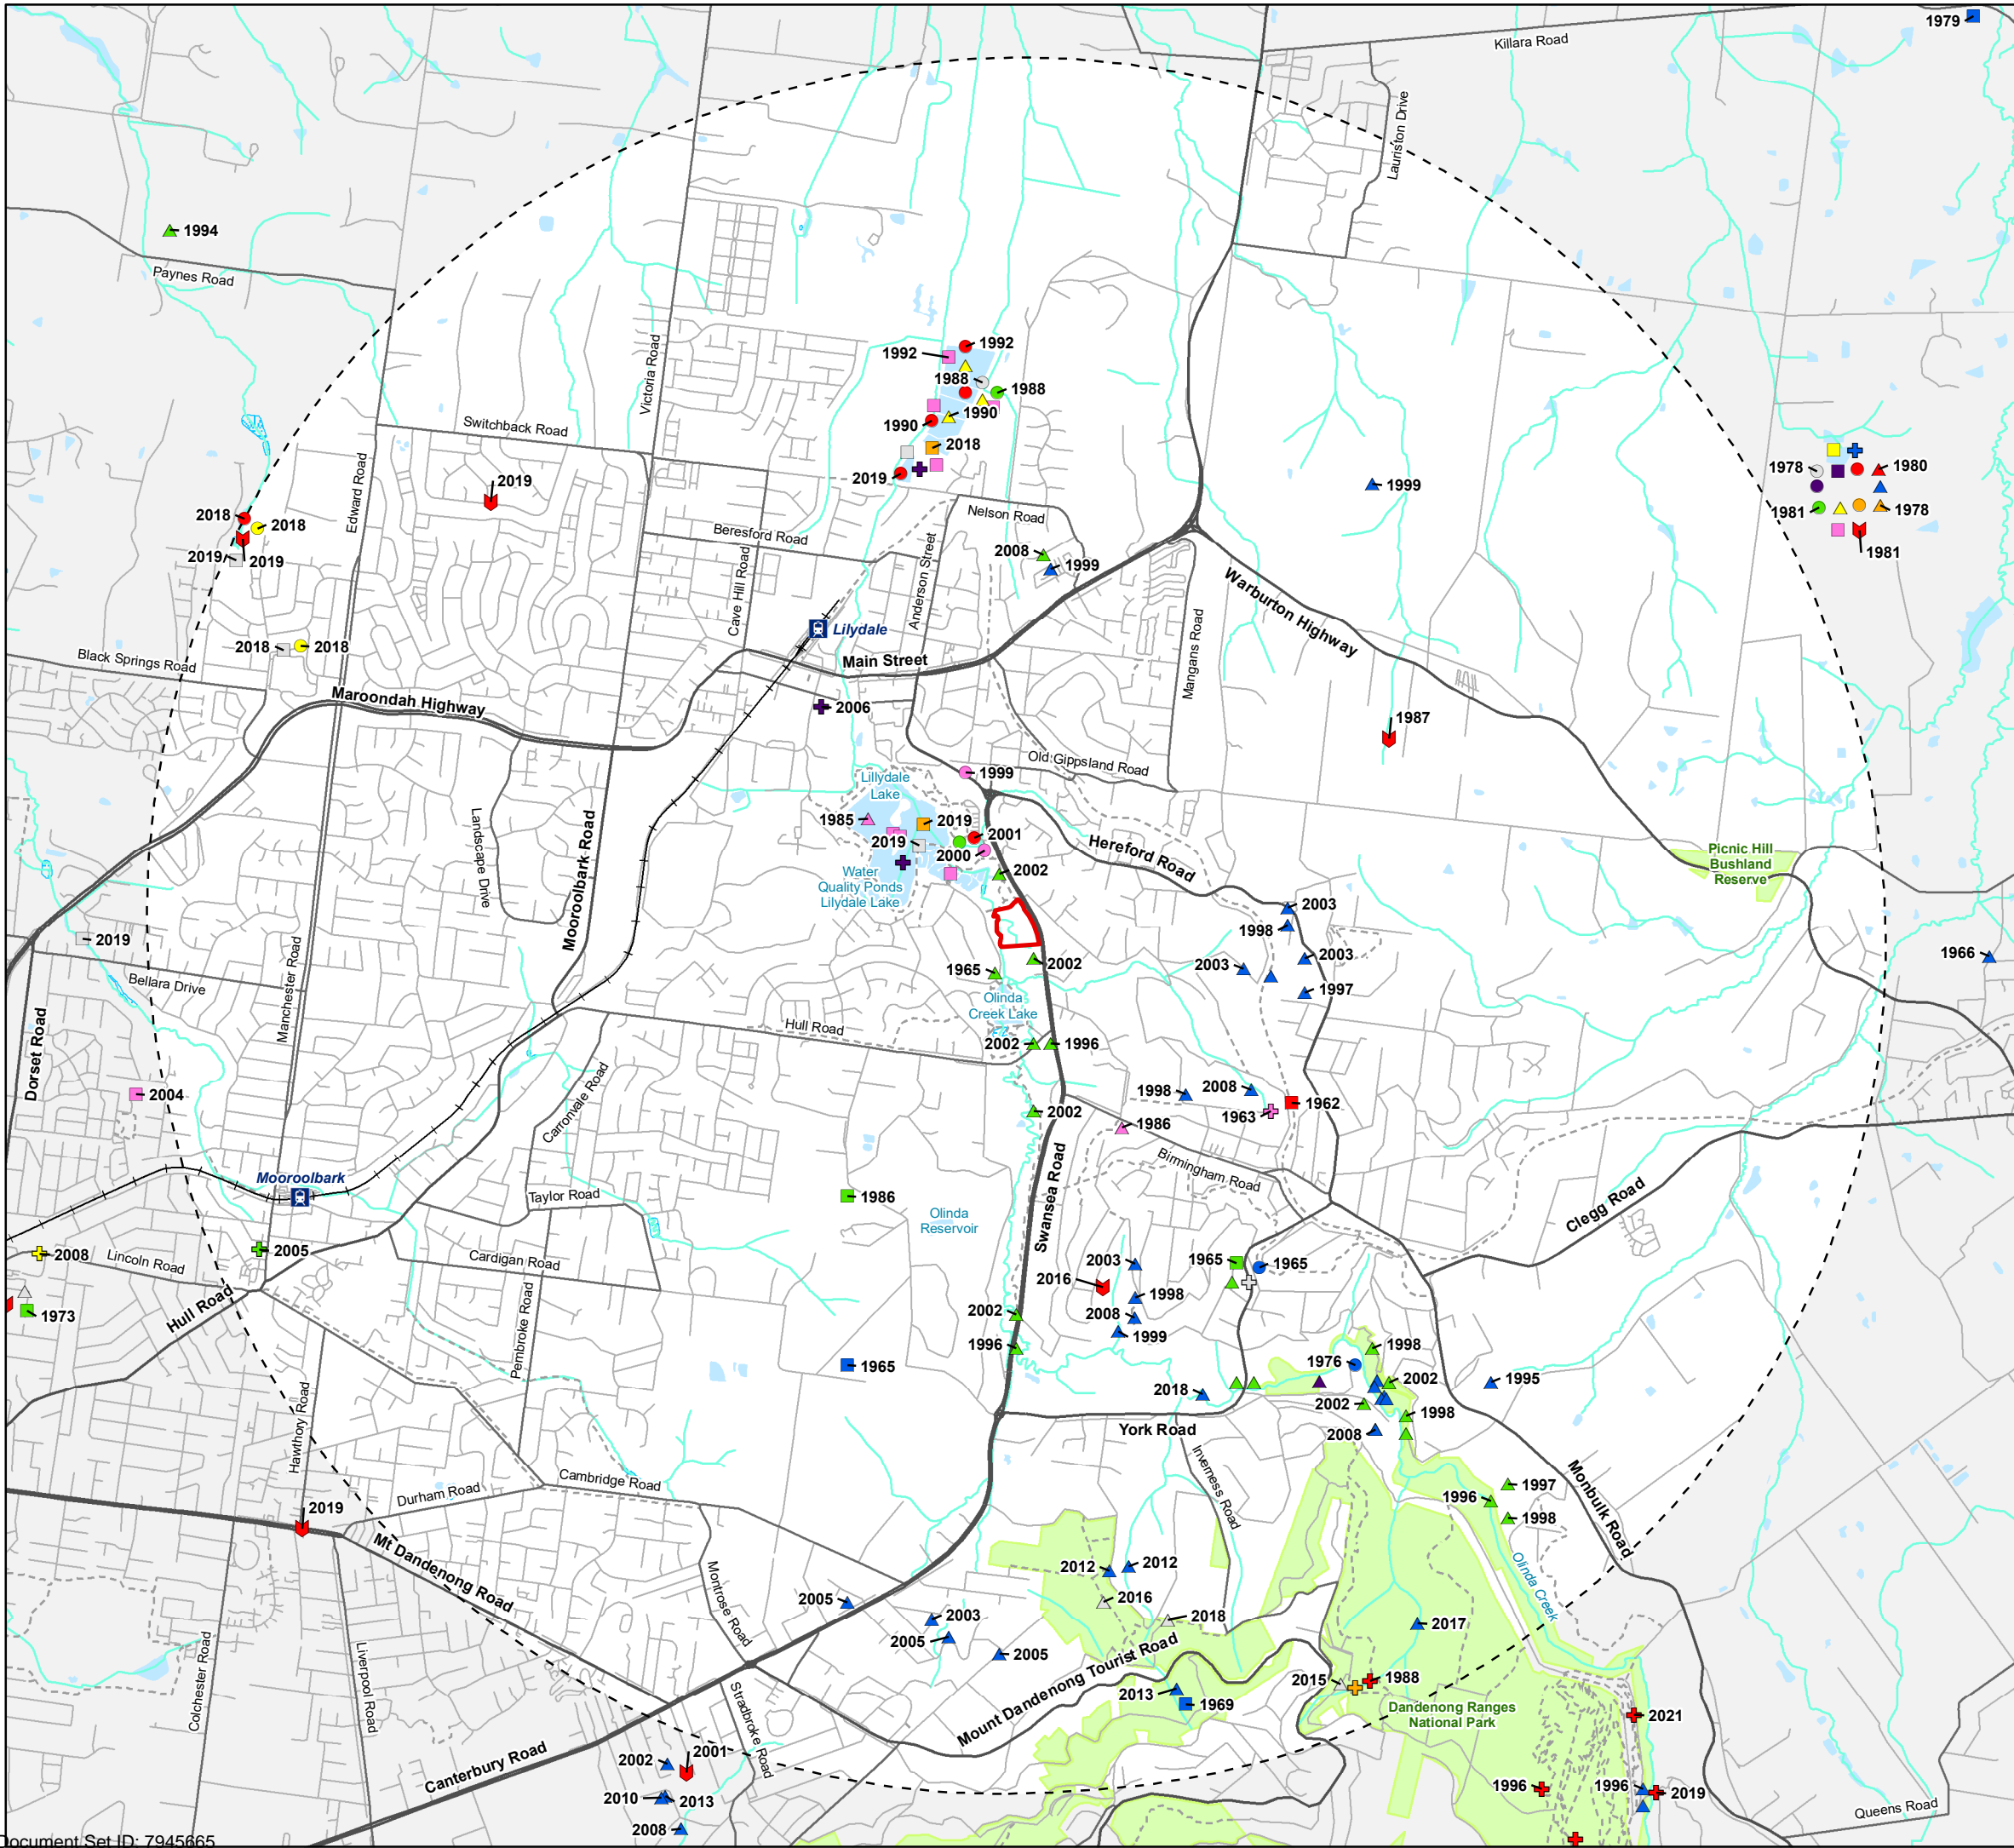 1979
Killara Road
Lauriston Drive
1994
Paynes Road
Victoria Road
1992
1992
1988
1988
1990
1990
2018
2019
Switchback Road
Edward Road
2019
2018
2018
2019
2019
Nelson Road
Beresford Road
Anderson Street
Cave Hill Road
2008
1999
1999
1978
1980
1981
1978
1981
Warburton Highway
Lilydale
Main Street
Mangans Road
2018
2018
Black Springs Road
Maroondah Highway
2006
1987
Old Gippsland Road
1999
Lillydale
Lake
1985
2019
2019
2001
2000
2002
Water
Quality Ponds
Lilydale Lake
Landscape Drive
Mooroolbark Road
Hereford Road
Picnic Hill
Bushland
Reserve
2003
1998
2003
2003
1997
1966
2019
Bellara Drive
Manchester Road
Dorset Road
2002
1965
Olinda
Creek Lake
Hull Road
2002
1996
2004
Carronvale Road
2002
1998
2008
1963
1962
1986
Birmingham Road
Swansea Road
Mooroolbark
Taylor Road
1986
Olinda
Reservoir
Clegg Road
2008
Lincoln Road
2005
Cardigan Road
1973
Hull Road
Pembroke Road
2003
2016
1998
2008
1999
1965
1965
2002
1996
1965
1976
1998
2002
2002
1998
2008
1995
2018
York Road
Inverness Road
Hawthory Road
Cambridge Road
Durham Road
2019
Mt Dandenong Road
Montrose Road
1997
1996
1998
Monbulk Road
Olinda Creek
2012
2012
2016
2018
2005
2003
2005
2005
2017
Mount Dandenong Tourist Road
2015
1988
2013
1969
Dandenong Ranges
National Park
2021
Colchester Road
Liverpool Road
Stradbroke Road
Canterbury Road
2002
2001
2010
2013
2008
1996
1996
2019
Queens Road
Document Set ID: 7945665